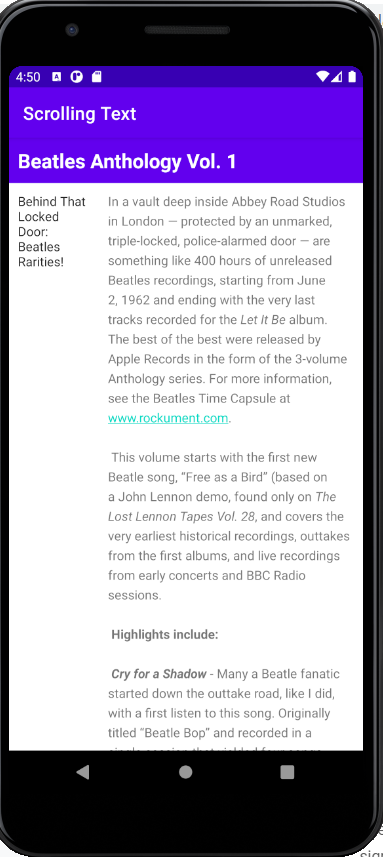 4:50
Scrolling Text
Beatles Anthology Vol. 1
Behind That
Locked
Door:
Beatles
Rarities!
In a vault deep inside Abbey Road Studios
in London — protected by an unmarked,
triple-locked, police-alarmed door — are
something like 400 hours of unreleased
Beatles recordings, starting from June
2, 1962 and ending with the very last
tracks recorded for the Let It Be album.
The best of the best were released by
Apple Records in the form of the 3-volume
Anthology series. For more information,
see the Beatles Time Capsule at
www.rockument.com.
This volume starts with the first new
Beatle song, “Free as a Bird” (based on
a John Lennon demo, found only on The
Lost Lennon Tapes Vol. 28, and covers the
very earliest historical recordings, outtakes
from the first albums, and live recordings
from early concerts and BBC Radio
sessions.
Highlights include:
Cry for a Shadow - Many a Beatle fanatic
started down the outtake road, like I did,
with a first listen to this song. Originally
titled “Beatle Bop” and recorded in a